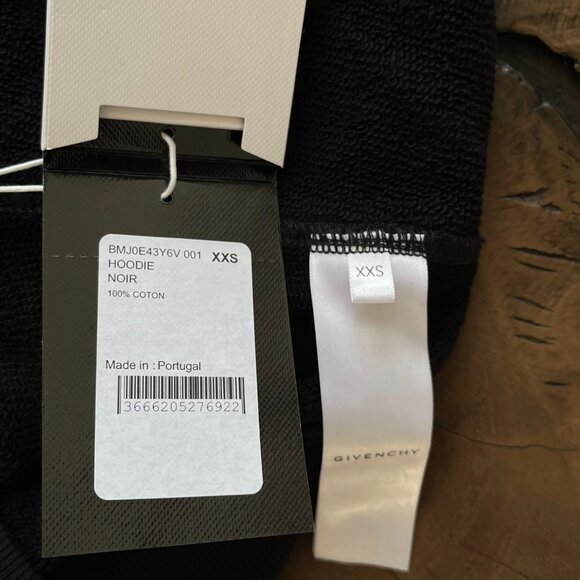 BMJ0E43Y6V 001 XXS
HOODIE
NOIR
100% COTON
Made in : Portugal
3666205276922
XXS
GIVENCHY